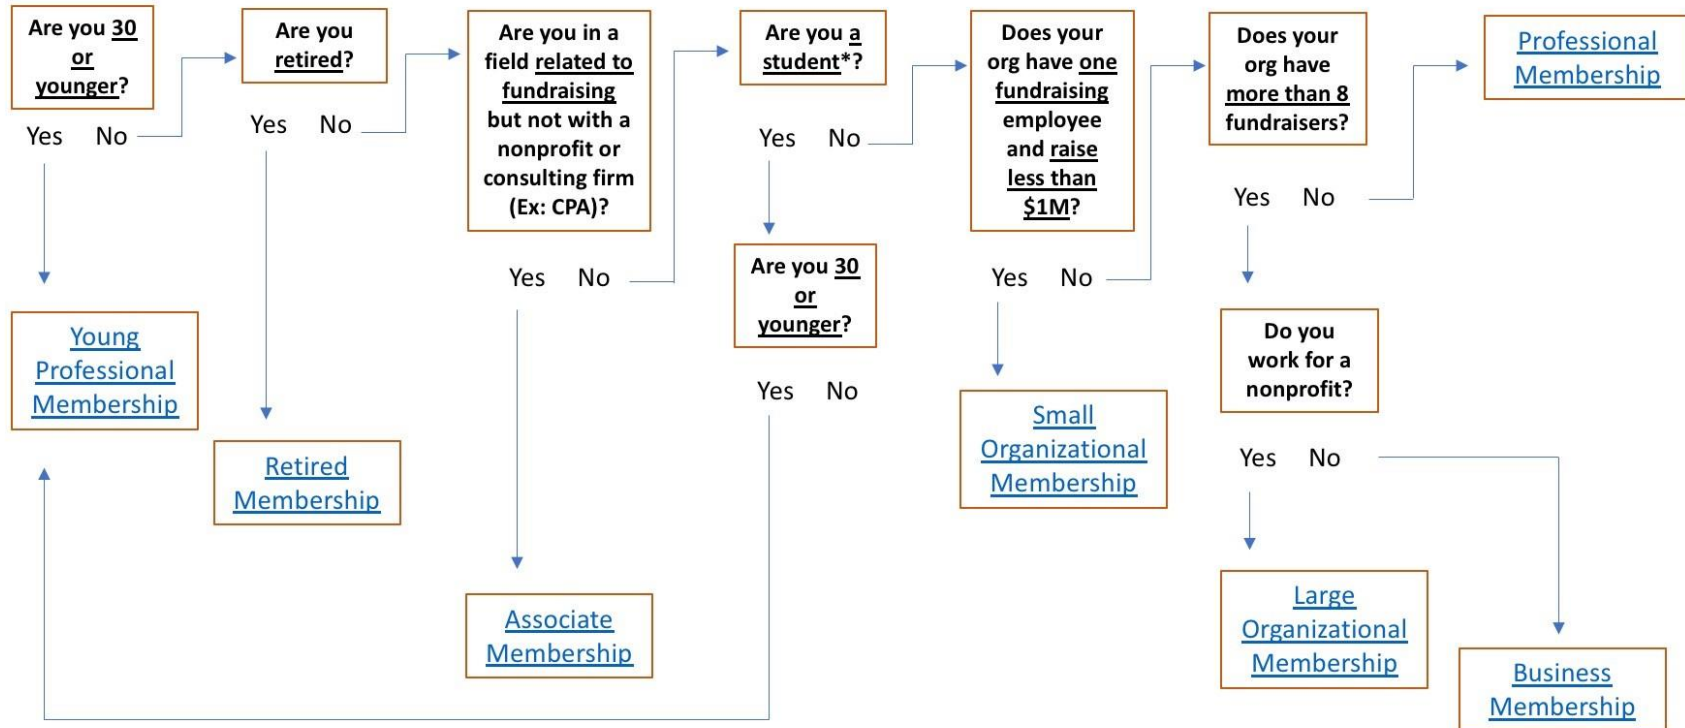 Are you 30
or
younger?
Yes No
Young
Professional
Membership
Are you
retired?
Yes No
Retired
Membership
Are you in a
field related to
fundraising
but not with a
nonprofit or
consulting firm
(Ex: CPA)?
Yes No
Associate
Membership
Are you a
student*?
Yes No
Are you 30
or
younger?
Yes No
Does your
org have one
fundraising
employee
and raise
less than
$1M?
Yes No
Small
Organizational
Membership
Does your
org have
more than 8
fundraisers?
Yes No
Do you
work for a
nonprofit?
Yes No
Large
Organizational
Membership
Business
Membership
Professional
Membership